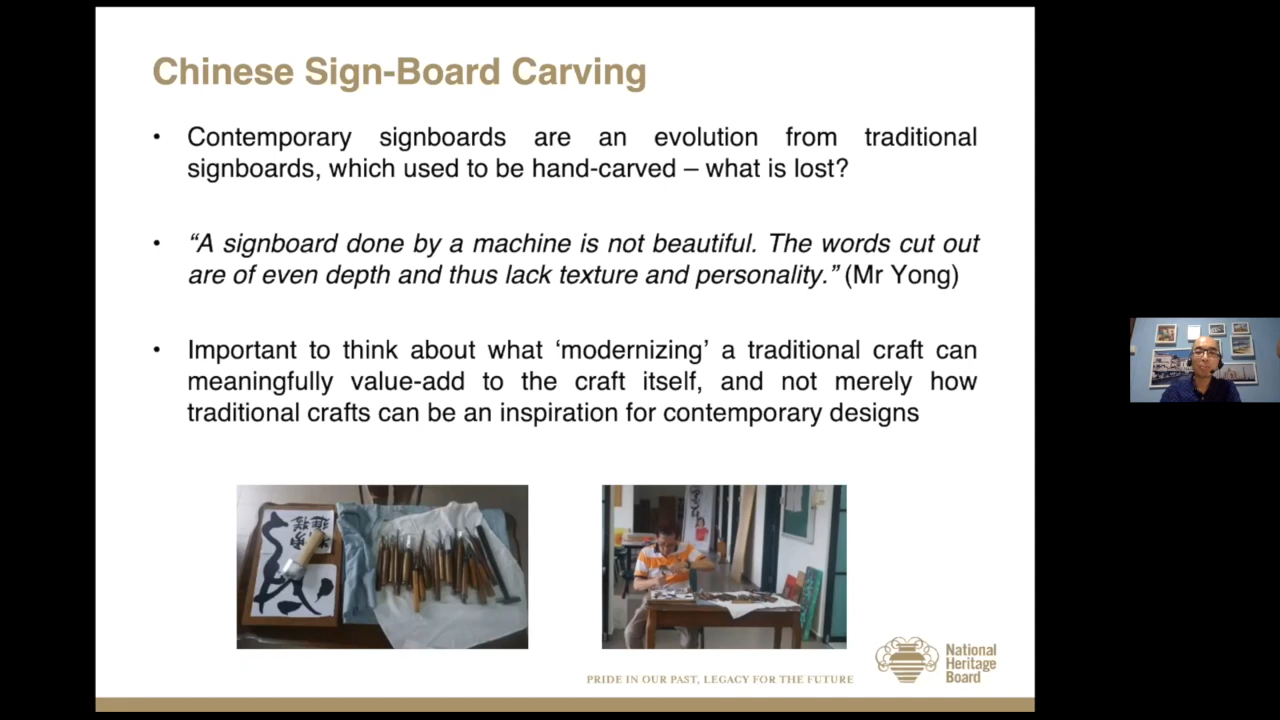 Chinese Sign-Board Carving
• Contemporary signboards are an evolution from traditional
signboards, which used to be hand-carved – what is lost?
• “A signboard done by a machine is not beautiful. The words cut out
are of even depth and thus lack texture and personality.” (Mr Yong)
• Important to think about what ‘modernizing’ a traditional craft can
meaningfully value-add to the craft itself, and not merely how
traditional crafts can be an inspiration for contemporary designs
PRIDE IN OUR PAST, LEGACY FOR THE FUTURE
National
Heritage
Board